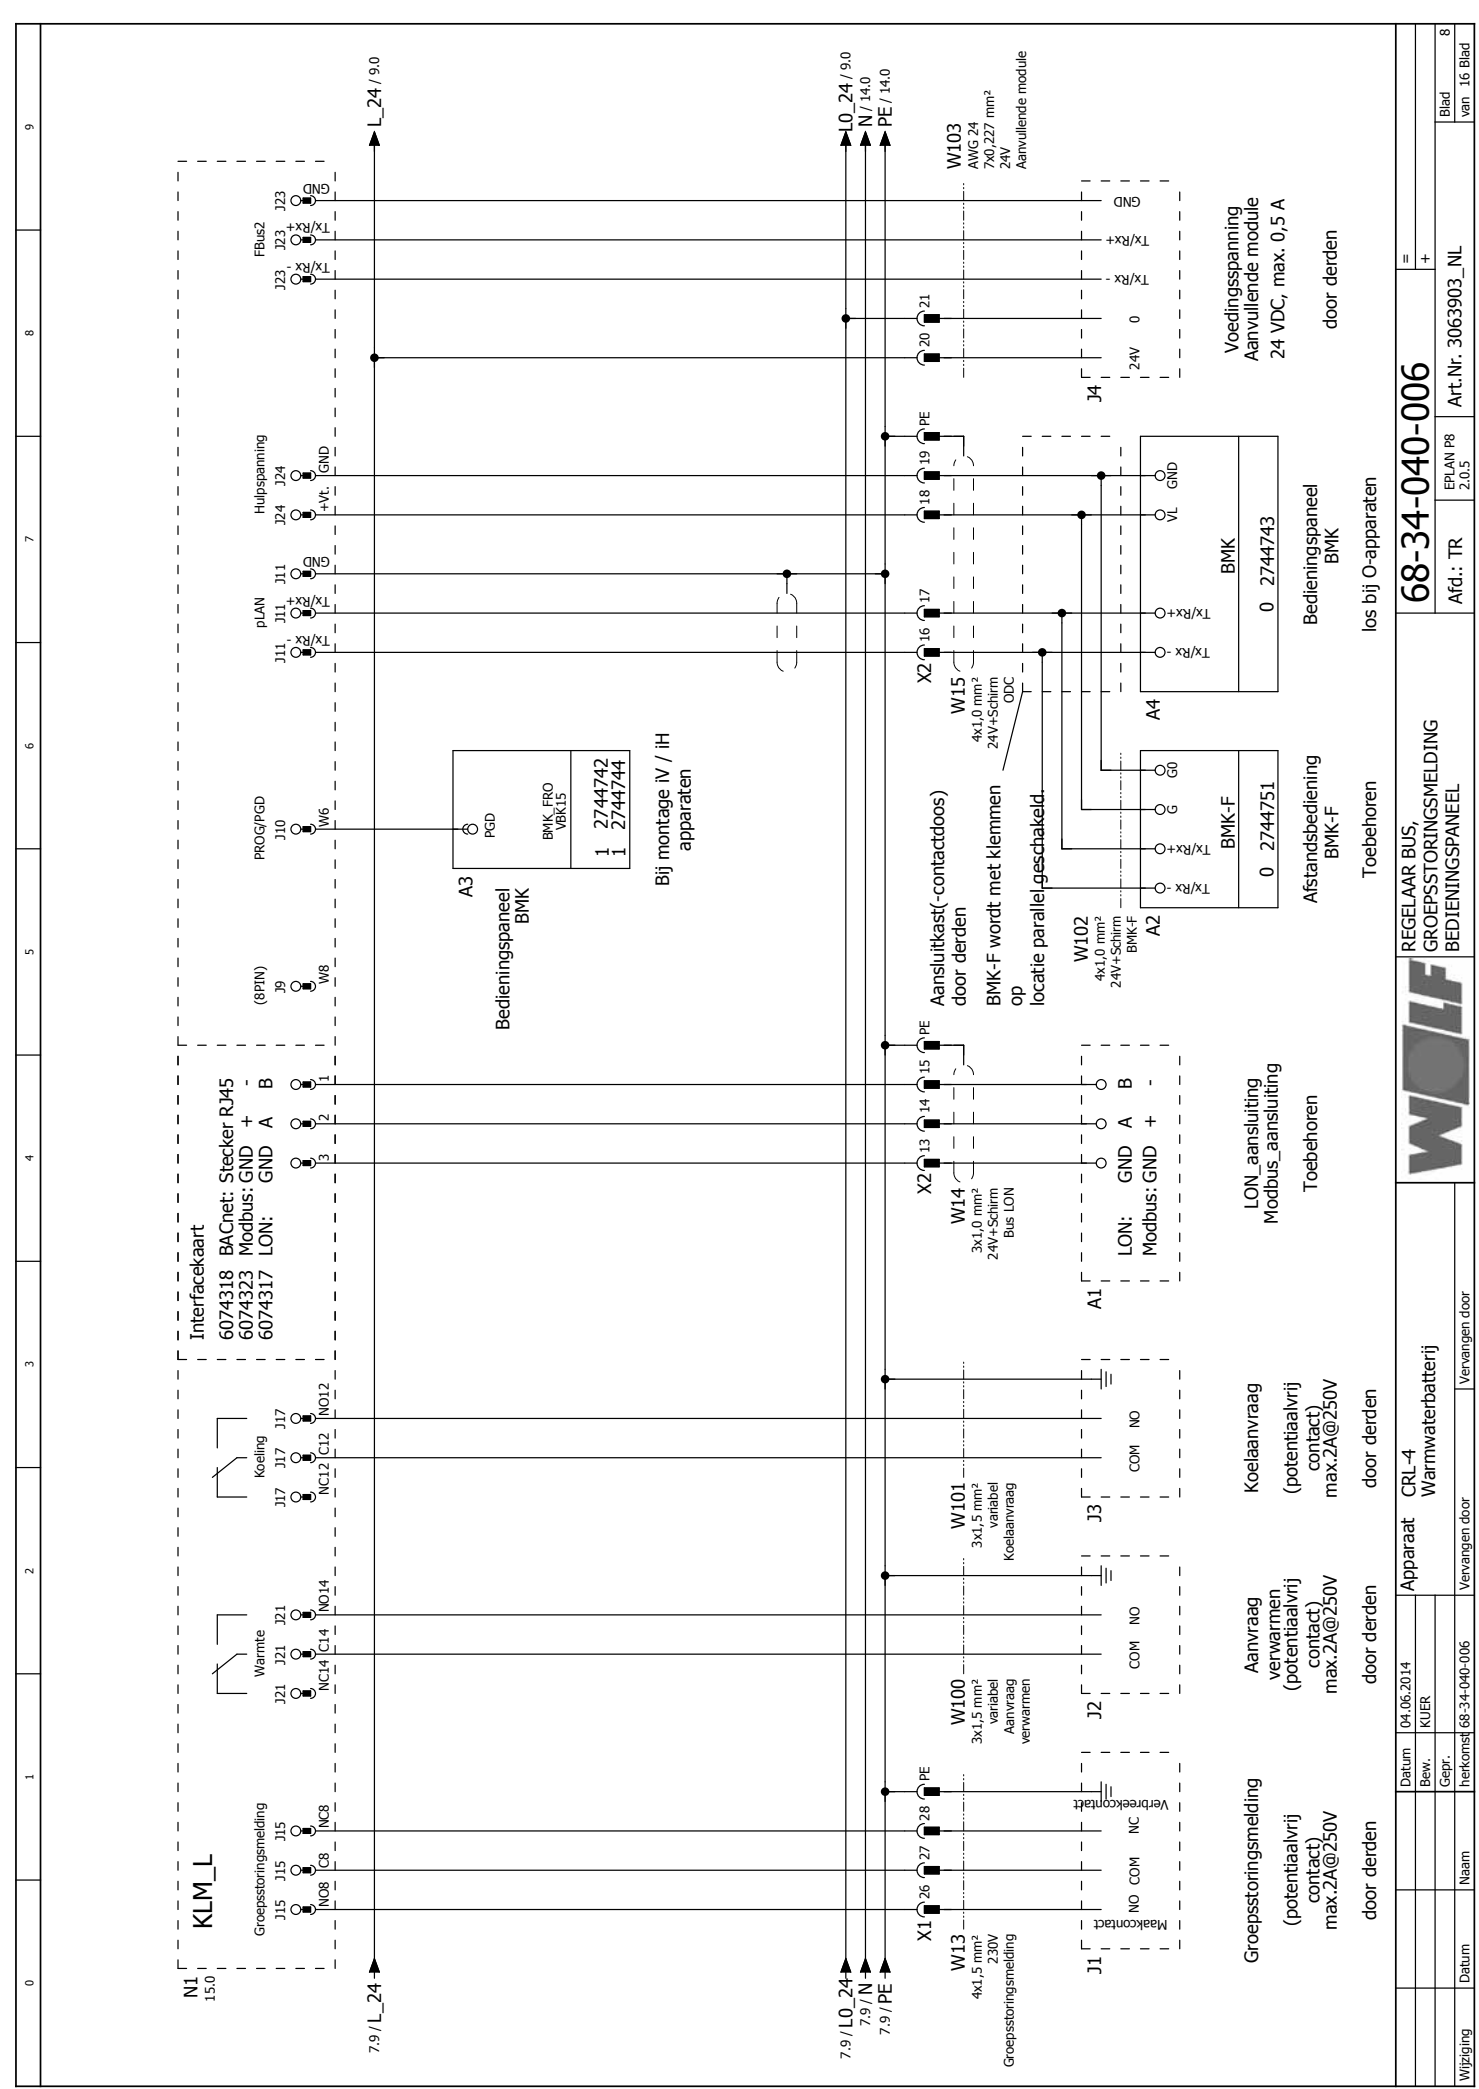 0 1 2 3 4 5 6 7 8 9
N1
15.0
KLM_L
Groepsstoringsmelding
J15 J15 J15
NO8 C8 NC8
Warmte
J21 J21 J21
NC14 C14 NO14
Koeling
J17 J17 J17
NC12 C12 NO12
Interfacekaart
6074318 BACnet: Stecker RJ45
6074323 Modbus: GND + -
6074317 LON: GND A B
3 2 1
(8PIN)
J9
W8
PROG/PGD
J10
W6
pLAN
J11 J11 J11
Tx/Rx - Tx/Rx+ GND
Hulpspanning
J24 J24
+Vt. GND
FBus2
J23 J23 J23
Tx/Rx - Tx/Rx+ GND
7.9 / L_24
L_24 / 9.0
A3
PGD
BMK_FRO
VBK15
1 2744742
1 2744744
Bedieningspaneel
BMK
Bij montage iV / iH
apparaten
7.9 / L0_24
7.9 / N
7.9 / PE
L0_24 / 9.0
N / 14.0
PE / 14.0
X1 26 27 28 PE
X2 13 14 15 PE
X2 16 17 18 19 PE
20 21
W13
4x1,5 mm²
230V
Groepsstoringsmelding
W100
3x1,5 mm²
variabel
Aanvraag
verwarmen
W101
3x1,5 mm²
variabel
Koelaanvraag
W14
3x1,0 mm²
24V+Schirm
Bus LON
Aansluitkast(-contactdoos)
door derden
BMK-F wordt met klemmen
op
locatie parallel geschakeld.
W15
4x1,0 mm²
24V+Schirm
ODC
W102
4x1,0 mm²
24V+Schirm
BMK-F
W103
AWG 24
7x0,227 mm²
24V
Aanvullende module
J1
NO COM NC
Maakcontact
Verbreekcontact
Groepsstoringsmelding
(potentiaalvrij
contact)
max.2A@250V
door derden
J2
COM NO
Aanvraag
verwarmen
(potentiaalvrij
contact)
max.2A@250V
door derden
J3
COM NO
Koelaanvraag
(potentiaalvrij
contact)
max.2A@250V
door derden
A1
LON: GND A B
Modbus: GND + -
LON_aansluiting
Modbus_aansluiting
Toebehoren
A2
Tx/Rx - Tx/Rx+ G G0
BMK-F
0 2744751
Afstandsbediening
BMK-F
Toebehoren
A4
Tx/Rx - Tx/Rx+ VL GND
BMK
0 2744743
Bedieningspaneel
BMK
los bij O-apparaten
J4
24V 0 Tx/Rx - Tx/Rx+ GND
Voedingsspanning
Aanvullende module
24 VDC, max. 0,5 A
door derden
Wijziging Datum Naam
Datum 04.06.2014
Bew. KUER
Gepr.
herkomst 68-34-040-006
Apparaat CRL-4
Warmwaterbatterij
Vervangen door Vervangen door
WOLF
REGELAAR BUS,
GROEPSSTORINGSMELDING
BEDIENINGSPANEEL
68-34-040-006
Afd.: TR
EPLAN P8
2.0.5
Art.Nr. 3063903_NL
=
+
Blad 8
van 16 Blad